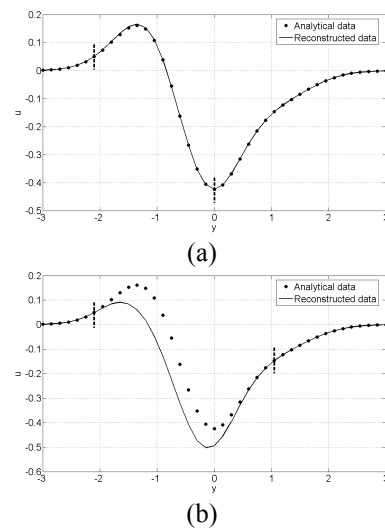 0.2
0.1
0
-0.1
-0.2
-0.3
-0.4
-0.5
u
-3 -2 -1 0 1 2 3
y
Analytical data
Reconstructed data
(a)
0.2
0.1
0
-0.1
-0.2
-0.3
-0.4
-0.5
-0.6
u
-3 -2 -1 0 1 2 3
y
Analytical data
Reconstructed data
(b)